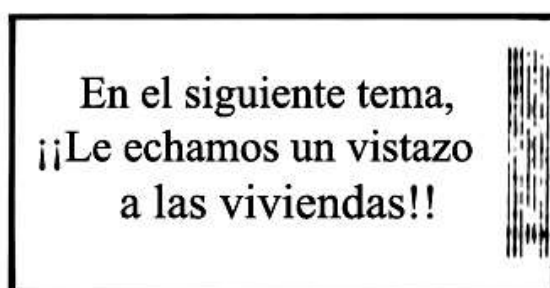 En el siguiente tema,
¡¡Le echamos un vistazo
a las viviendas!!